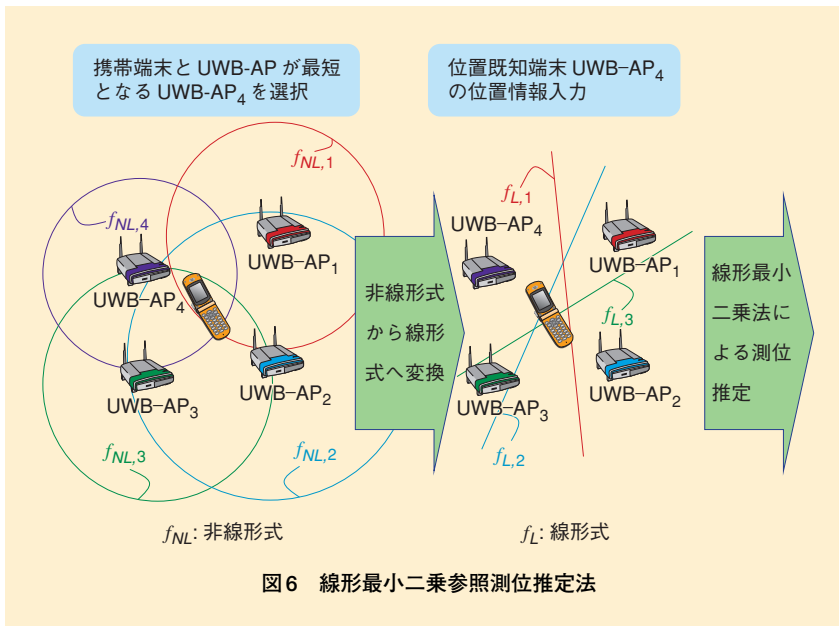 携帯端末とUWB-APが最短
となるUWB-AP4を選択
位置既知端末UWB–AP4
の位置情報入力
fNL,1
fNL,4
UWB–AP1
UWB–AP4
UWB–AP3
UWB–AP2
fNL,3
fNL,2
fNL: 非線形式
非線形式
から線形
式へ変換
fL,1
UWB–AP4
UWB–AP1
fL,3
UWB–AP3
UWB–AP2
fL,2
fL: 線形式
線形最小
二乗法に
よる測位
推定
図6 線形最小二乗参照測位推定法